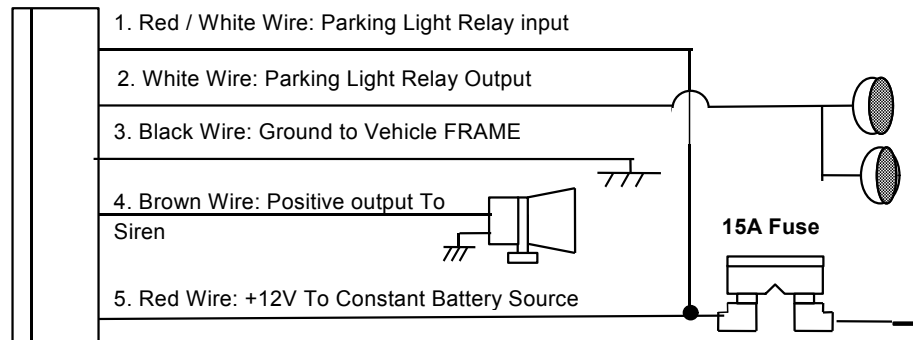 1. Red / White Wire: Parking Light Relay input
2. White Wire: Parking Light Relay Output
3. Black Wire: Ground to Vehicle FRAME
4. Brown Wire: Positive output To
Siren
15A Fuse
5. Red Wire: +12V To Constant Battery Source